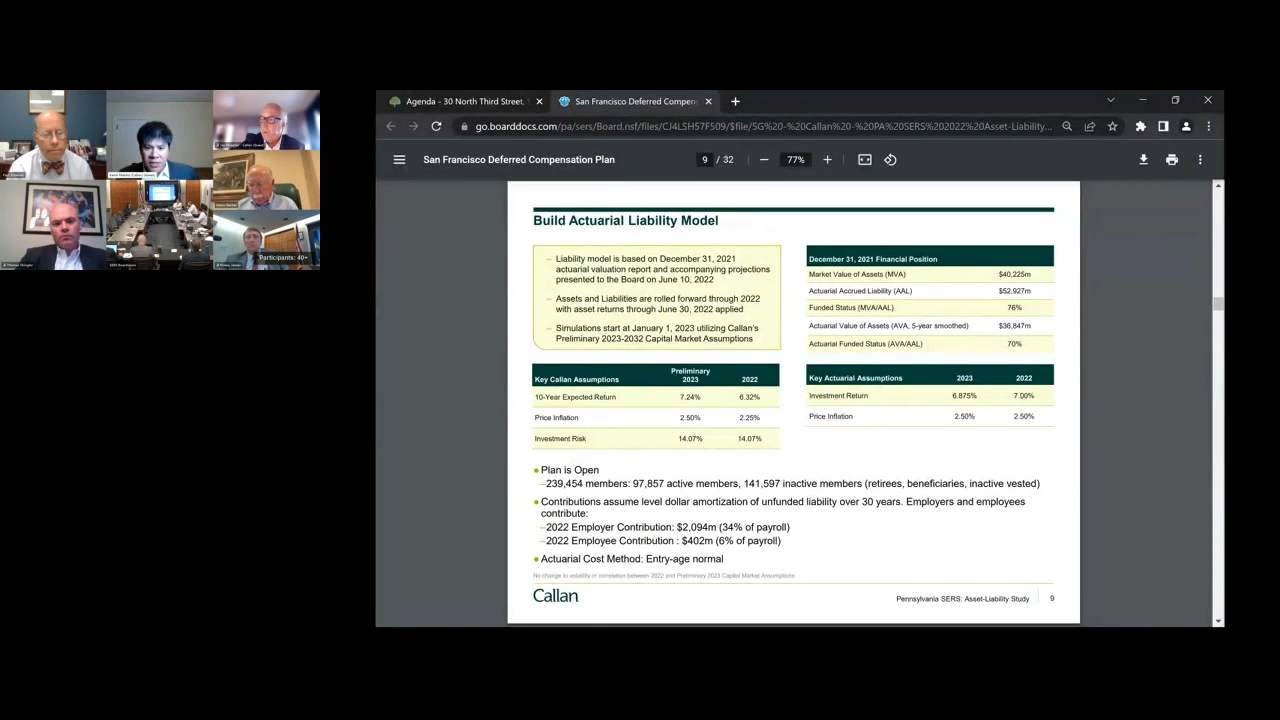 Agenda - 30 North Third Street,
San Francisco Deferred Compens
go.boarddocs.com/pa/sers/Board.nsf/files/CJ4LSH57F509/$file/5G%20-%20Callan%20-%20PA%20SERS%202022%20Asset-Liability...
San Francisco Deferred Compensation Plan
9 / 32
77%
Participants: 40+
Build Actuarial Liability Model
– Liability model is based on December 31, 2021
actuarial valuation report and accompanying projections
presented to the Board on June 10, 2022
– Assets and Liabilities are rolled forward through 2022
with asset returns through June 30, 2022 applied
– Simulations start at January 1, 2023 utilizing Callan's
Preliminary 2023-2032 Capital Market Assumptions
December 31, 2021 Financial Position
Market Value of Assets (MVA) $40,225m
Actuarial Accrued Liability (AAL) $52,927m
Funded Status (MVA/AAL) 76%
Actuarial Value of Assets (AVA, 5-year smoothed) $36,847m
Actuarial Funded Status (AVA/AAL) 70%
Preliminary
Key Callan Assumptions 2023 2022
10-Year Expected Return 7.24% 6.32%
Price Inflation 2.50% 2.25%
Investment Risk 14.07% 14.07%
Key Actuarial Assumptions 2023 2022
Investment Return 6.875% 7.00%
Price Inflation 2.50% 2.50%
• Plan is Open
–239,454 members: 97,857 active members, 141,597 inactive members (retirees, beneficiaries, inactive vested)
• Contributions assume level dollar amortization of unfunded liability over 30 years. Employers and employees
contribute:
–2022 Employer Contribution: $2,094m (34% of payroll)
–2022 Employee Contribution : $402m (6% of payroll)
• Actuarial Cost Method: Entry-age normal
No change to volatility or correlation between 2022 and Preliminary 2023 Capital Market Assumptions.
Callan
Pennsylvania SERS: Asset-Liability Study 9